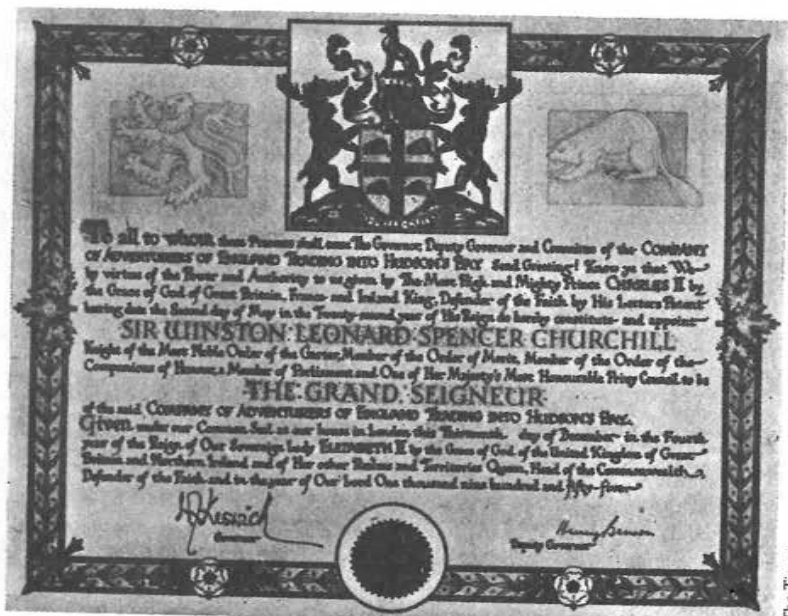 To all to whom these Presents shall come The Governor, Deputy Governor and Committee of the COMPANY
OF ADVENTURERS OF ENGLAND TRADING INTO HUDSON'S BAY Send Greeting! Know ye that We
by virtue of the Power and Authority to us given by The Most High and Mighty Prince CHARLES II by
the Grace of God of Great Britain, France and Ireland King, Defender of the Faith by His Letters Patent
bearing date the Second day of May in the Twenty second year of His Reign do hereby constitute and appoint
SIR WINSTON LEONARD SPENCER CHURCHILL
Knight of the Most Noble Order of the Garter, Member of the Order of Merit, Member of the Order of the
Companions of Honour, a Member of Parliament and One of Her Majesty's Most Honourable Privy Council to be
THE GRAND SEIGNEUR
of the said COMPANY OF ADVENTURERS OF ENGLAND TRADING INTO HUDSON'S BAY.
Given under our Common Seal at our house in London this Thirteenth day of December in the Fourth
year of the Reign of Our Sovereign Lady ELIZABETH II by the Grace of God of the United Kingdom of Great
Britain and Northern Ireland and of Her other Realms and Territories Queen, Head of the Commonwealth,
Defender of the Faith and in the year of Our Lord One thousand nine hundred and fifty-five
Governor
Deputy Governor